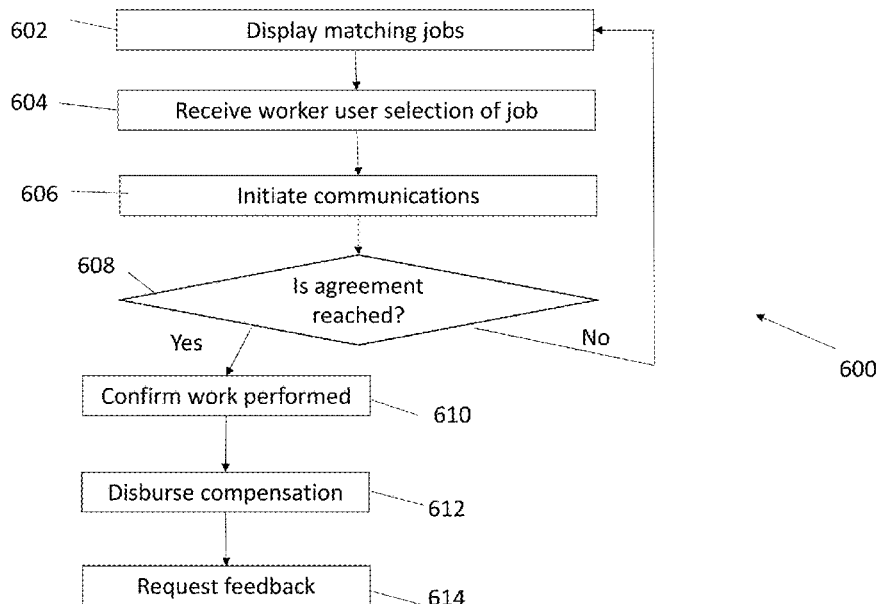 602
Display matching jobs
604
Receive worker user selection of job
606
Initiate communications
608
Is agreement
reached?
Yes
No
600
Confirm work performed
610
Disburse compensation
612
Request feedback
614